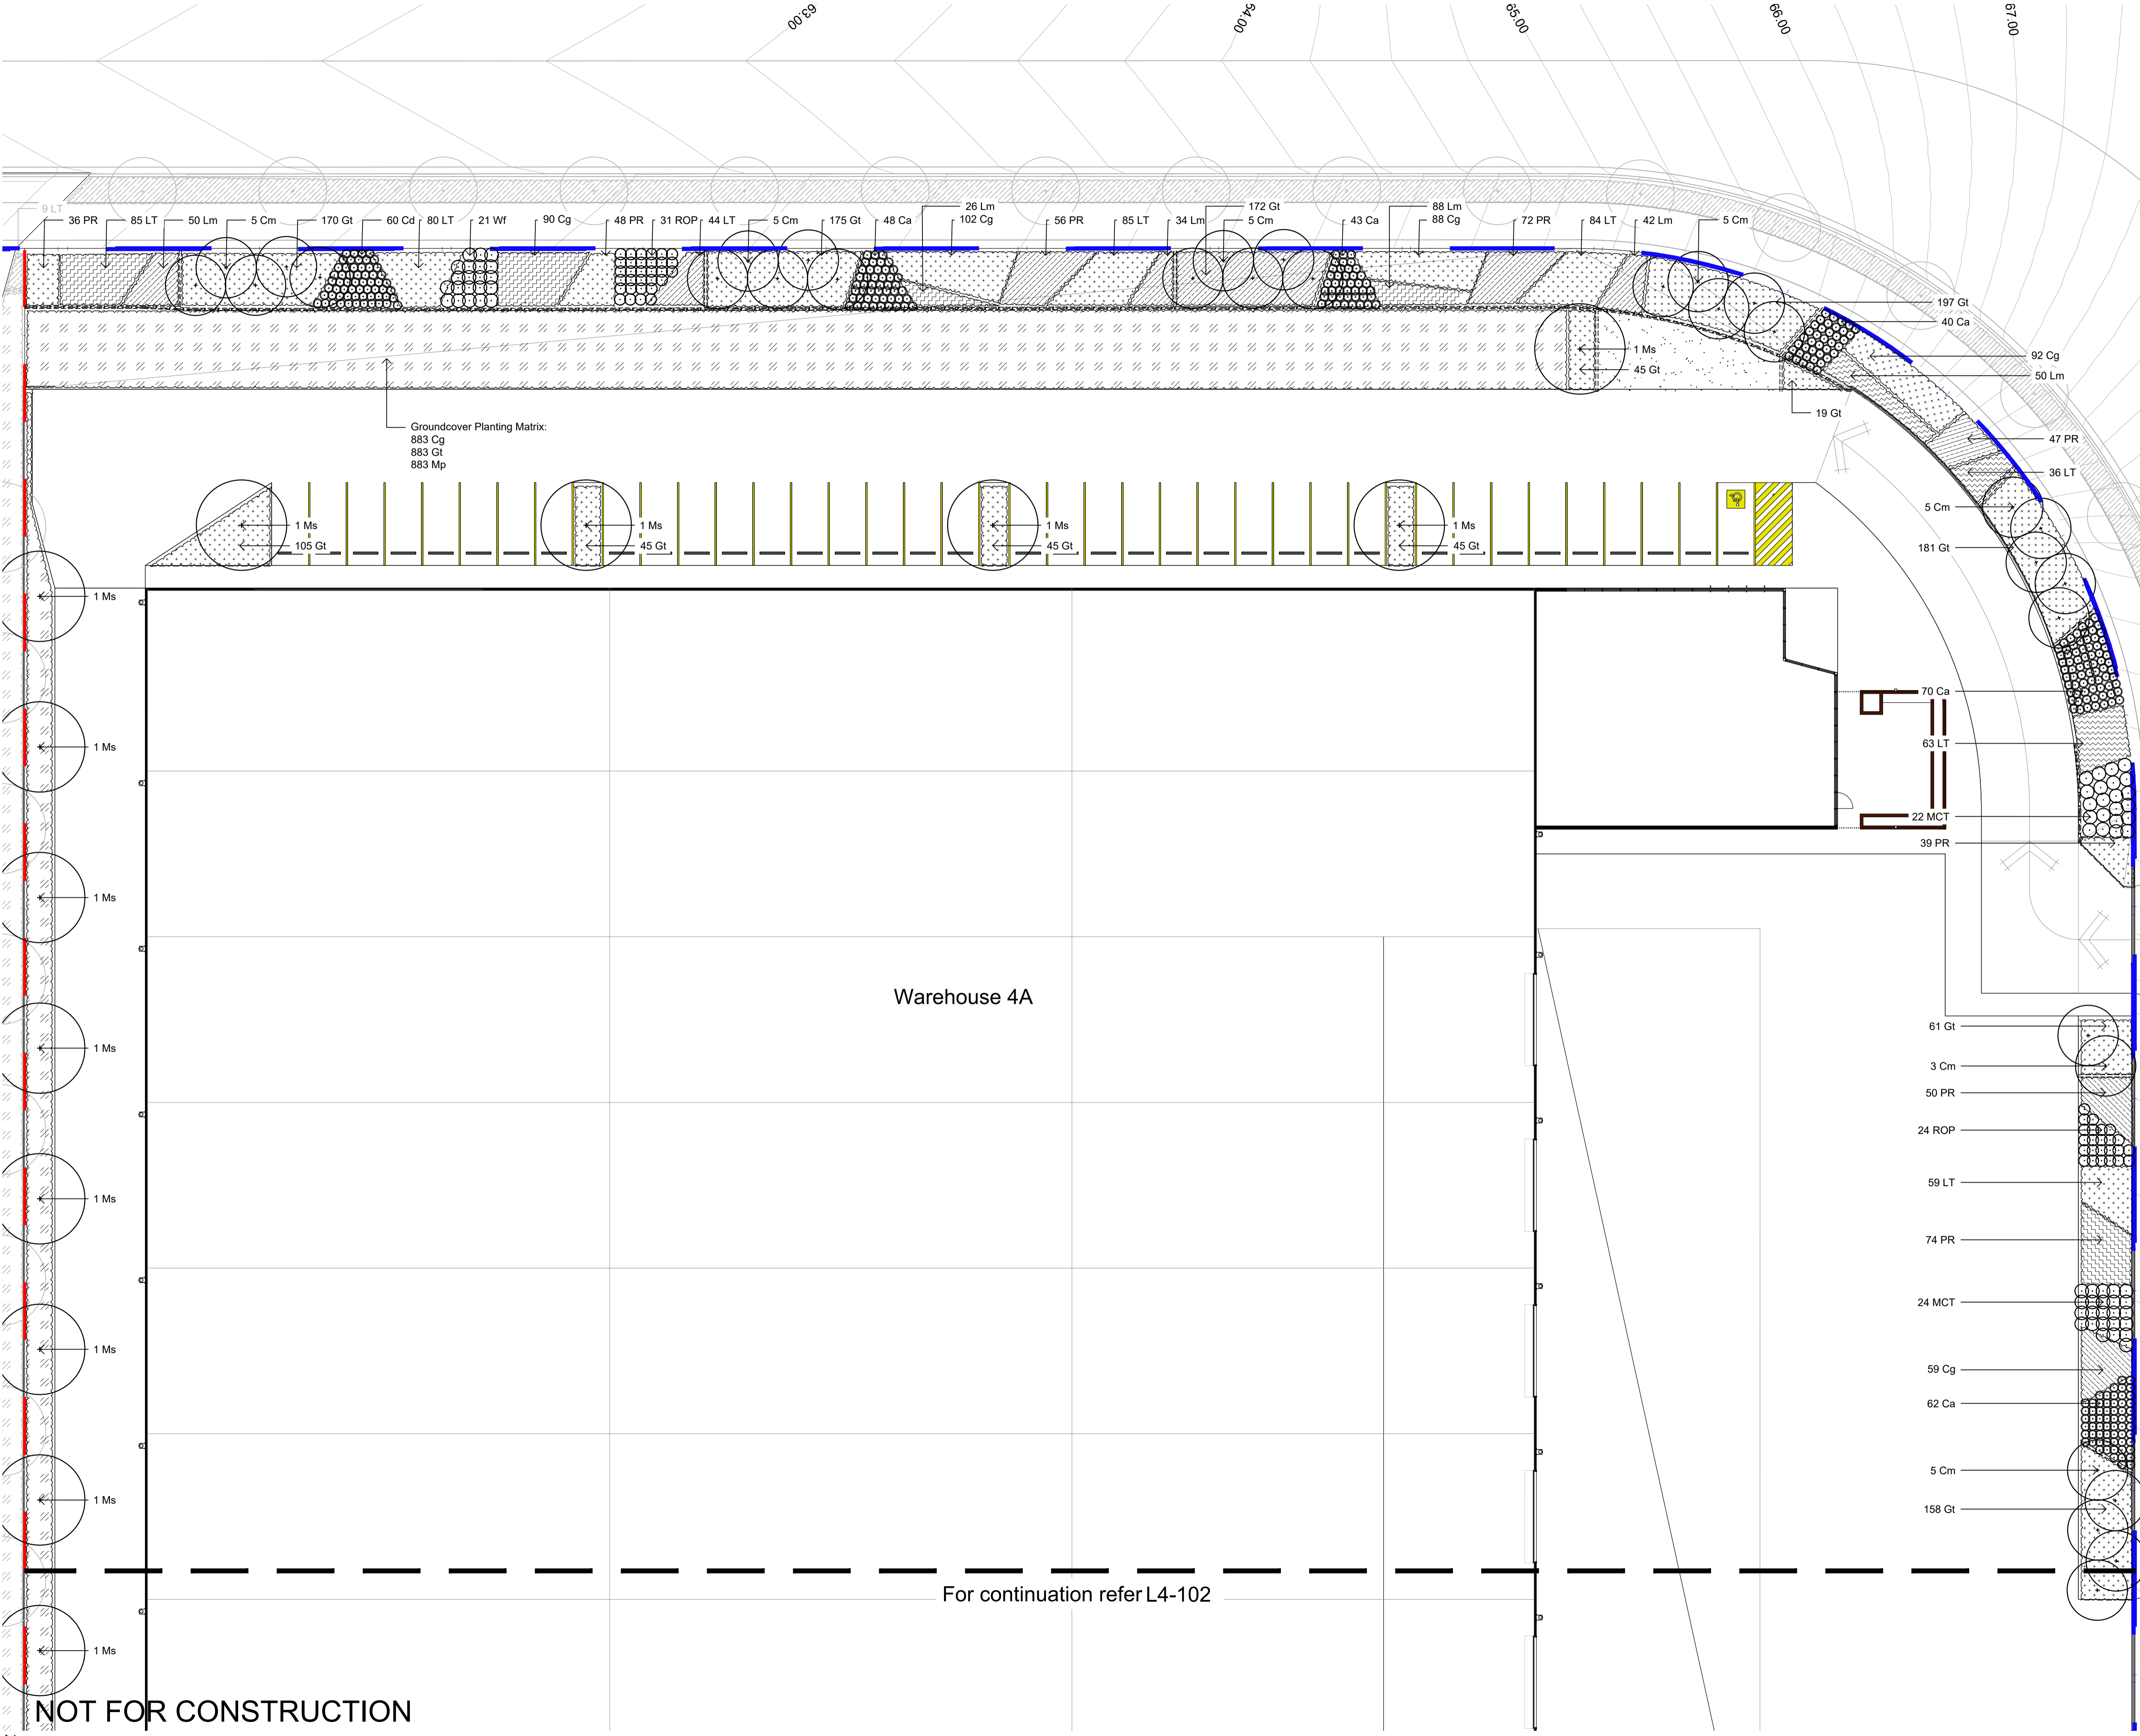 63.00
64.00
65.00
66.00
67.00
26 Lm
172 Gt
88 Lm
9 LT
36 PR
85 LT
50 Lm
5 Cm
170 Gt
60 Cd
80 LT
21 Wf
90 Cg
48 PR
31 ROP
44 LT
5 Cm
175 Gt
48 Ca
102 Cg
56 PR
85 LT
34 Lm
5 Cm
43 Ca
88 Cg
72 PR
84 LT
42 Lm
5 Cm
197 Gt
40 Ca
1 Ms
92 Cg
45 Gt
50 Lm
19 Gt
Groundcover Planting Matrix:
883 Cg
883 Gt
883 Mp
47 PR
36 LT
5 Cm
1 Ms
1 Ms
1 Ms
1 Ms
105 Gt
45 Gt
45 Gt
45 Gt
181 Gt
1 Ms
70 Ca
63 LT
1 Ms
22 MCT
39 PR
1 Ms
Warehouse 4A
61 Gt
1 Ms
3 Cm
50 PR
24 ROP
59 LT
1 Ms
74 PR
24 MCT
1 Ms
59 Cg
62 Ca
5 Cm
1 Ms
158 Gt
For continuation refer L4-102
1 Ms
NOT FOR CONSTRUCTION